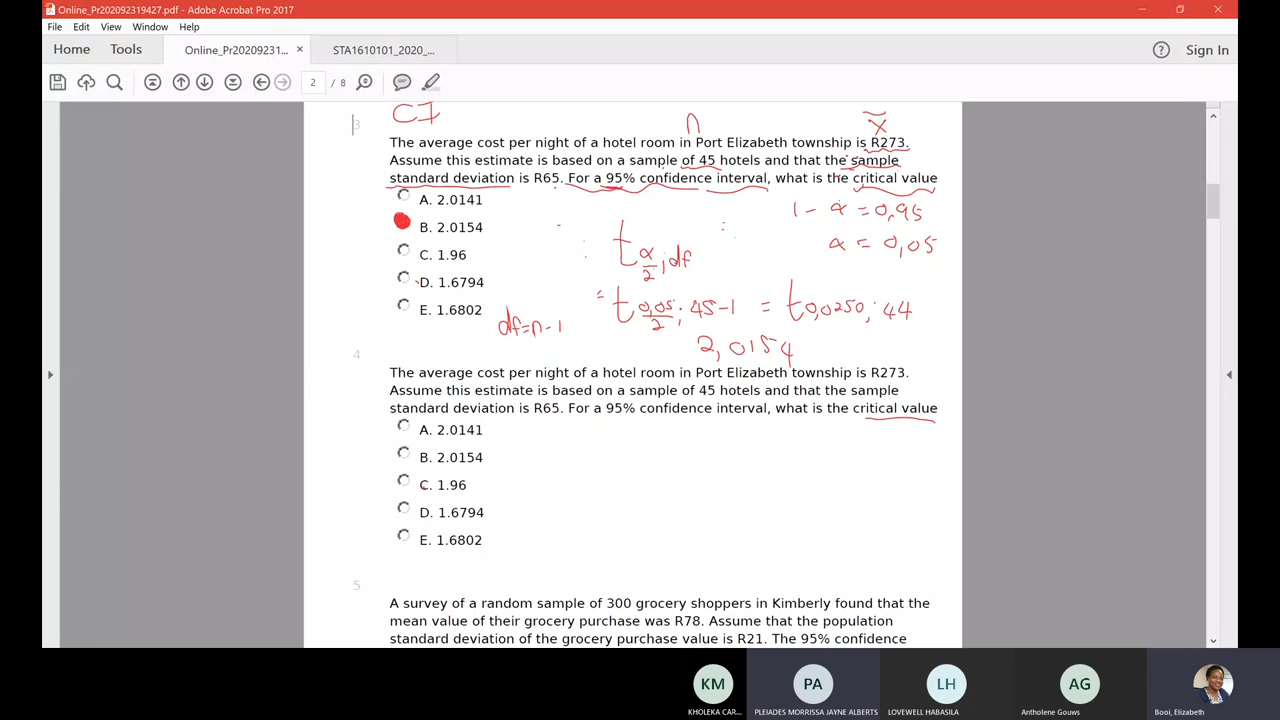 Online_Pr202092319427.pdf - Adobe Acrobat Pro 2017
File Edit View Window Help
Home Tools Online_Pr20209231... × STA1610101_2020_... Sign In
2 / 8
CI
n
x̄
3
The average cost per night of a hotel room in Port Elizabeth township is R273.
Assume this estimate is based on a sample of 45 hotels and that the sample
standard deviation is R65. For a 95% confidence interval, what is the critical value
A. 2.0141
B. 2.0154
C. 1.96
D. 1.6794
E. 1.6802
1 - α = 0,95
α = 0,05
t α/2 ; df
= t 0,05/2 ; 45-1 = t 0,0250 ; 44
df=n-1
2,0154
4
The average cost per night of a hotel room in Port Elizabeth township is R273.
Assume this estimate is based on a sample of 45 hotels and that the sample
standard deviation is R65. For a 95% confidence interval, what is the critical value
A. 2.0141
B. 2.0154
C. 1.96
D. 1.6794
E. 1.6802
5
A survey of a random sample of 300 grocery shoppers in Kimberly found that the
mean value of their grocery purchase was R78. Assume that the population
standard deviation of the grocery purchase value is R21. The 95% confidence
KM PA LH AG
KHOLEKA CAR... PLEIADES MORRISSA JAYNE ALBERTS LOVEWELL HABASILA Antholene Gouws Booi, Elizabeth